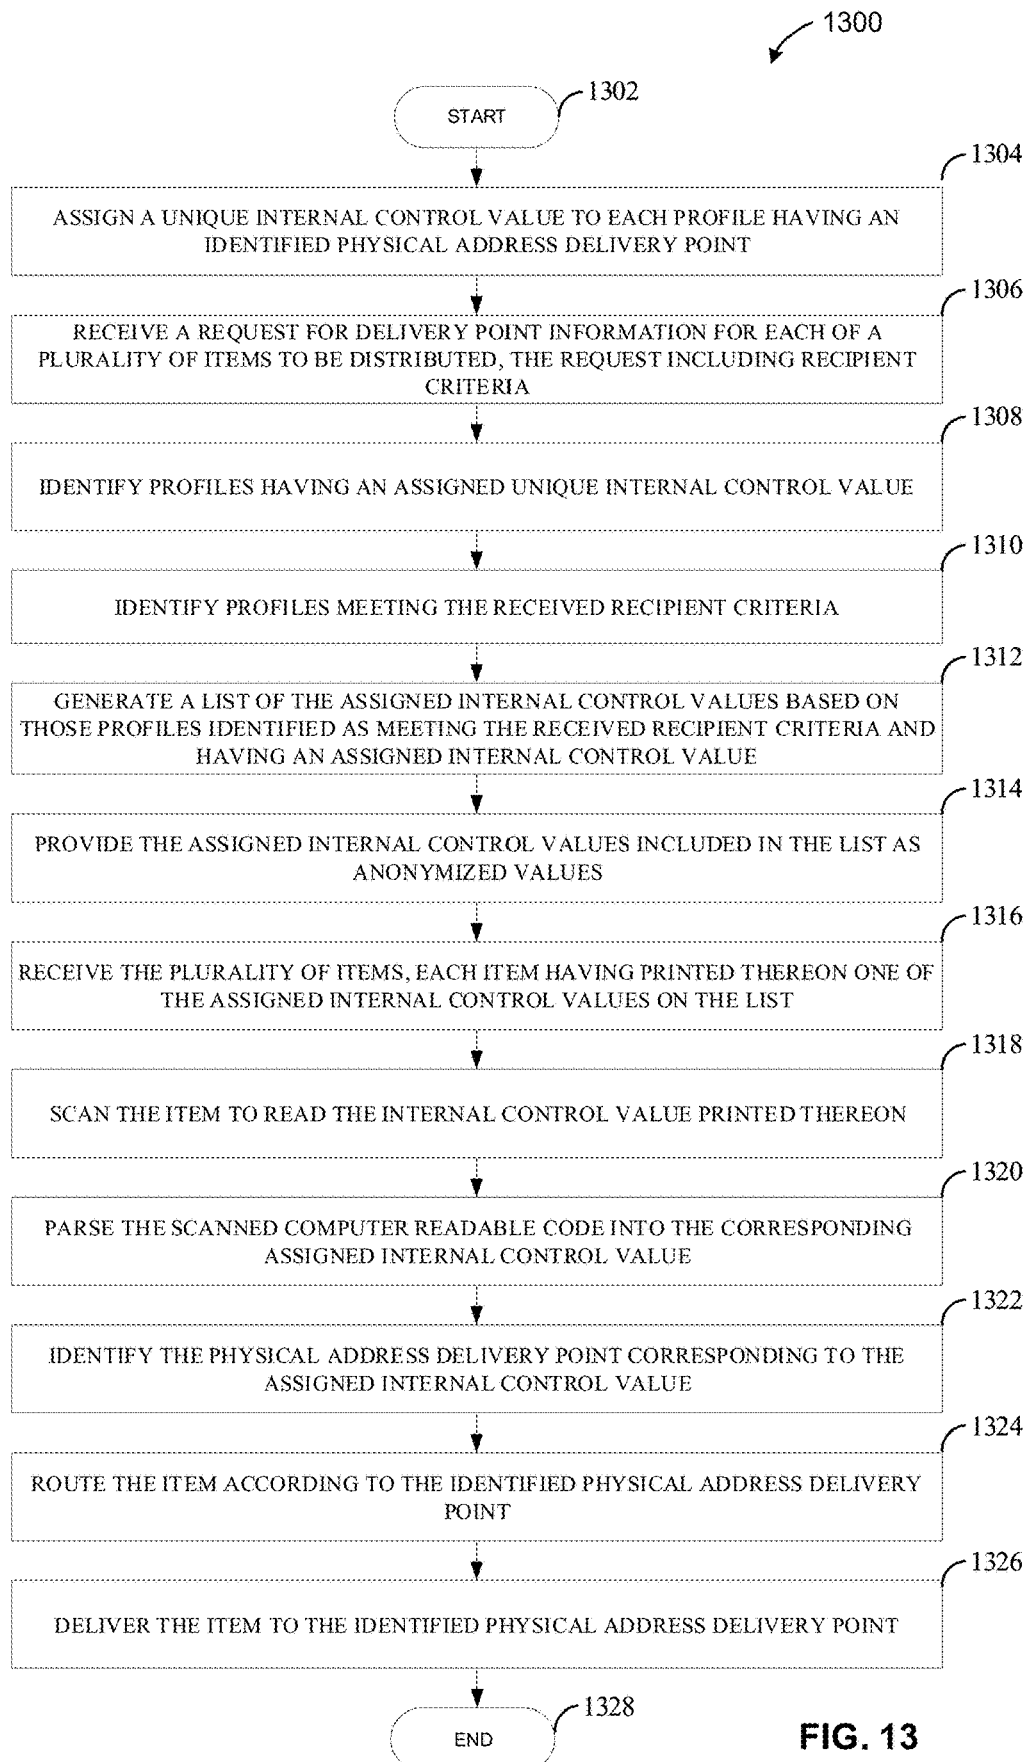 1300
START
1302
1304
ASSIGN A UNIQUE INTERNAL CONTROL VALUE TO EACH PROFILE HAVING AN
IDENTIFIED PHYSICAL ADDRESS DELIVERY POINT
1306
RECEIVE A REQUEST FOR DELIVERY POINT INFORMATION FOR EACH OF A
PLURALITY OF ITEMS TO BE DISTRIBUTED, THE REQUEST INCLUDING RECIPIENT
CRITERIA
1308
IDENTIFY PROFILES HAVING AN ASSIGNED UNIQUE INTERNAL CONTROL VALUE
1310
IDENTIFY PROFILES MEETING THE RECEIVED RECIPIENT CRITERIA
1312
GENERATE A LIST OF THE ASSIGNED INTERNAL CONTROL VALUES BASED ON
THOSE PROFILES IDENTIFIED AS MEETING THE RECEIVED RECIPIENT CRITERIA AND
HAVING AN ASSIGNED INTERNAL CONTROL VALUE
1314
PROVIDE THE ASSIGNED INTERNAL CONTROL VALUES INCLUDED IN THE LIST AS
ANONYMIZED VALUES
1316
RECEIVE THE PLURALITY OF ITEMS, EACH ITEM HAVING PRINTED THEREON ONE OF
THE ASSIGNED INTERNAL CONTROL VALUES ON THE LIST
1318
SCAN THE ITEM TO READ THE INTERNAL CONTROL VALUE PRINTED THEREON
1320
PARSE THE SCANNED COMPUTER READABLE CODE INTO THE CORRESPONDING
ASSIGNED INTERNAL CONTROL VALUE
1322
IDENTIFY THE PHYSICAL ADDRESS DELIVERY POINT CORRESPONDING TO THE
ASSIGNED INTERNAL CONTROL VALUE
1324
ROUTE THE ITEM ACCORDING TO THE IDENTIFIED PHYSICAL ADDRESS DELIVERY
POINT
1326
DELIVER THE ITEM TO THE IDENTIFIED PHYSICAL ADDRESS DELIVERY POINT
1328
END
FIG. 13